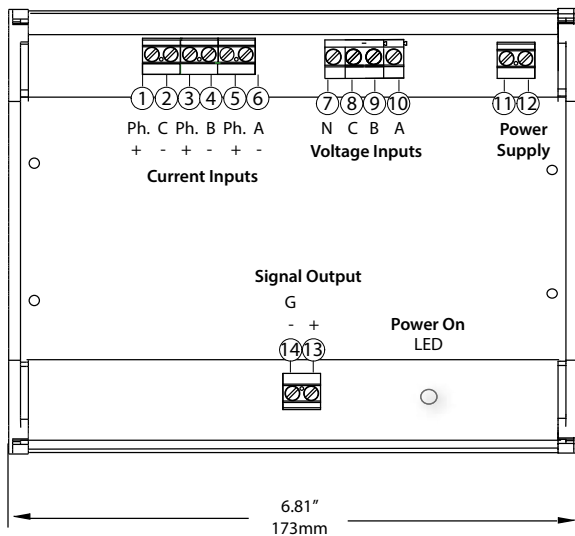 1 2 3 4 5 6
Ph. C Ph. B Ph. A
+ - + - + -
Current Inputs
7 8 9 10
N C B A
Voltage Inputs
11 12
Power
Supply
Signal Output
G
- +
14 13
Power On
LED
6.81"
173mm